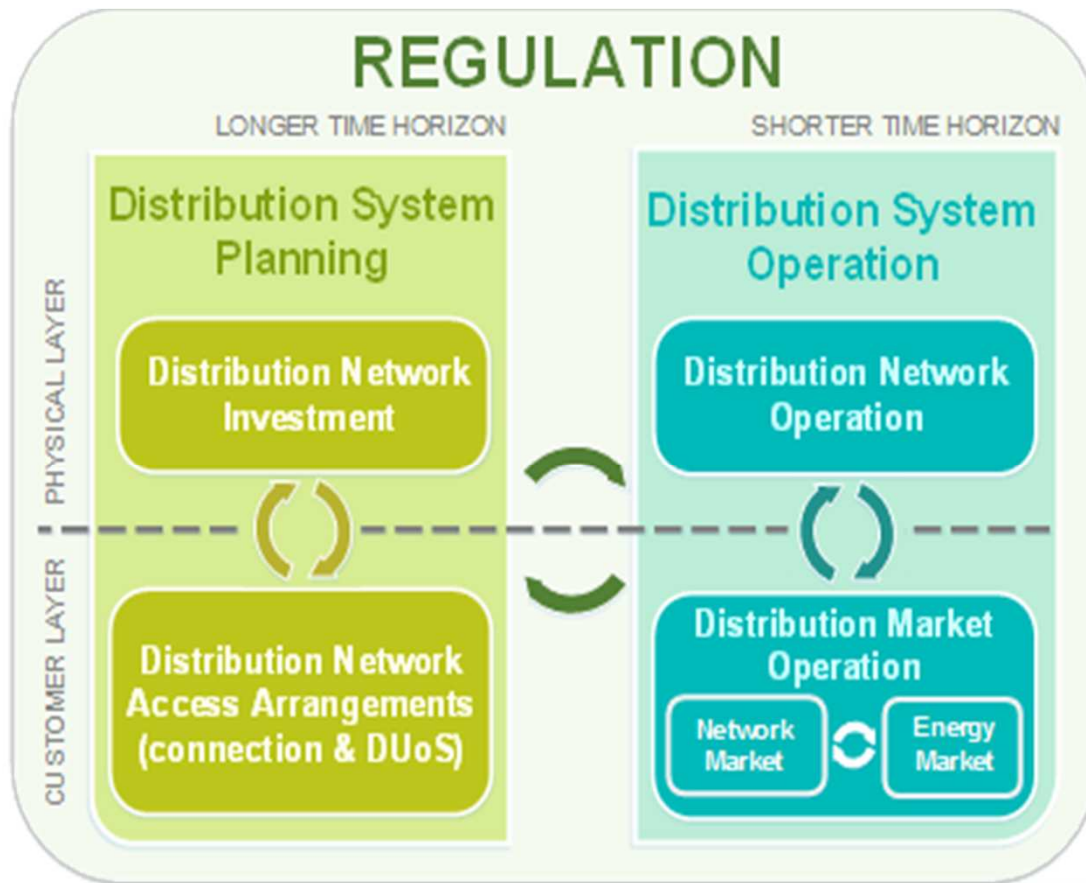 REGULATION
LONGER TIME HORIZON
SHORTER TIME HORIZON
PHYSICAL LAYER
CUSTOMER LAYER
Distribution System
Planning
Distribution Network
Investment
Distribution Network
Access Arrangements
(connection & DUoS)
Distribution System
Operation
Distribution Network
Operation
Distribution Market
Operation
Network
Market
Energy
Market